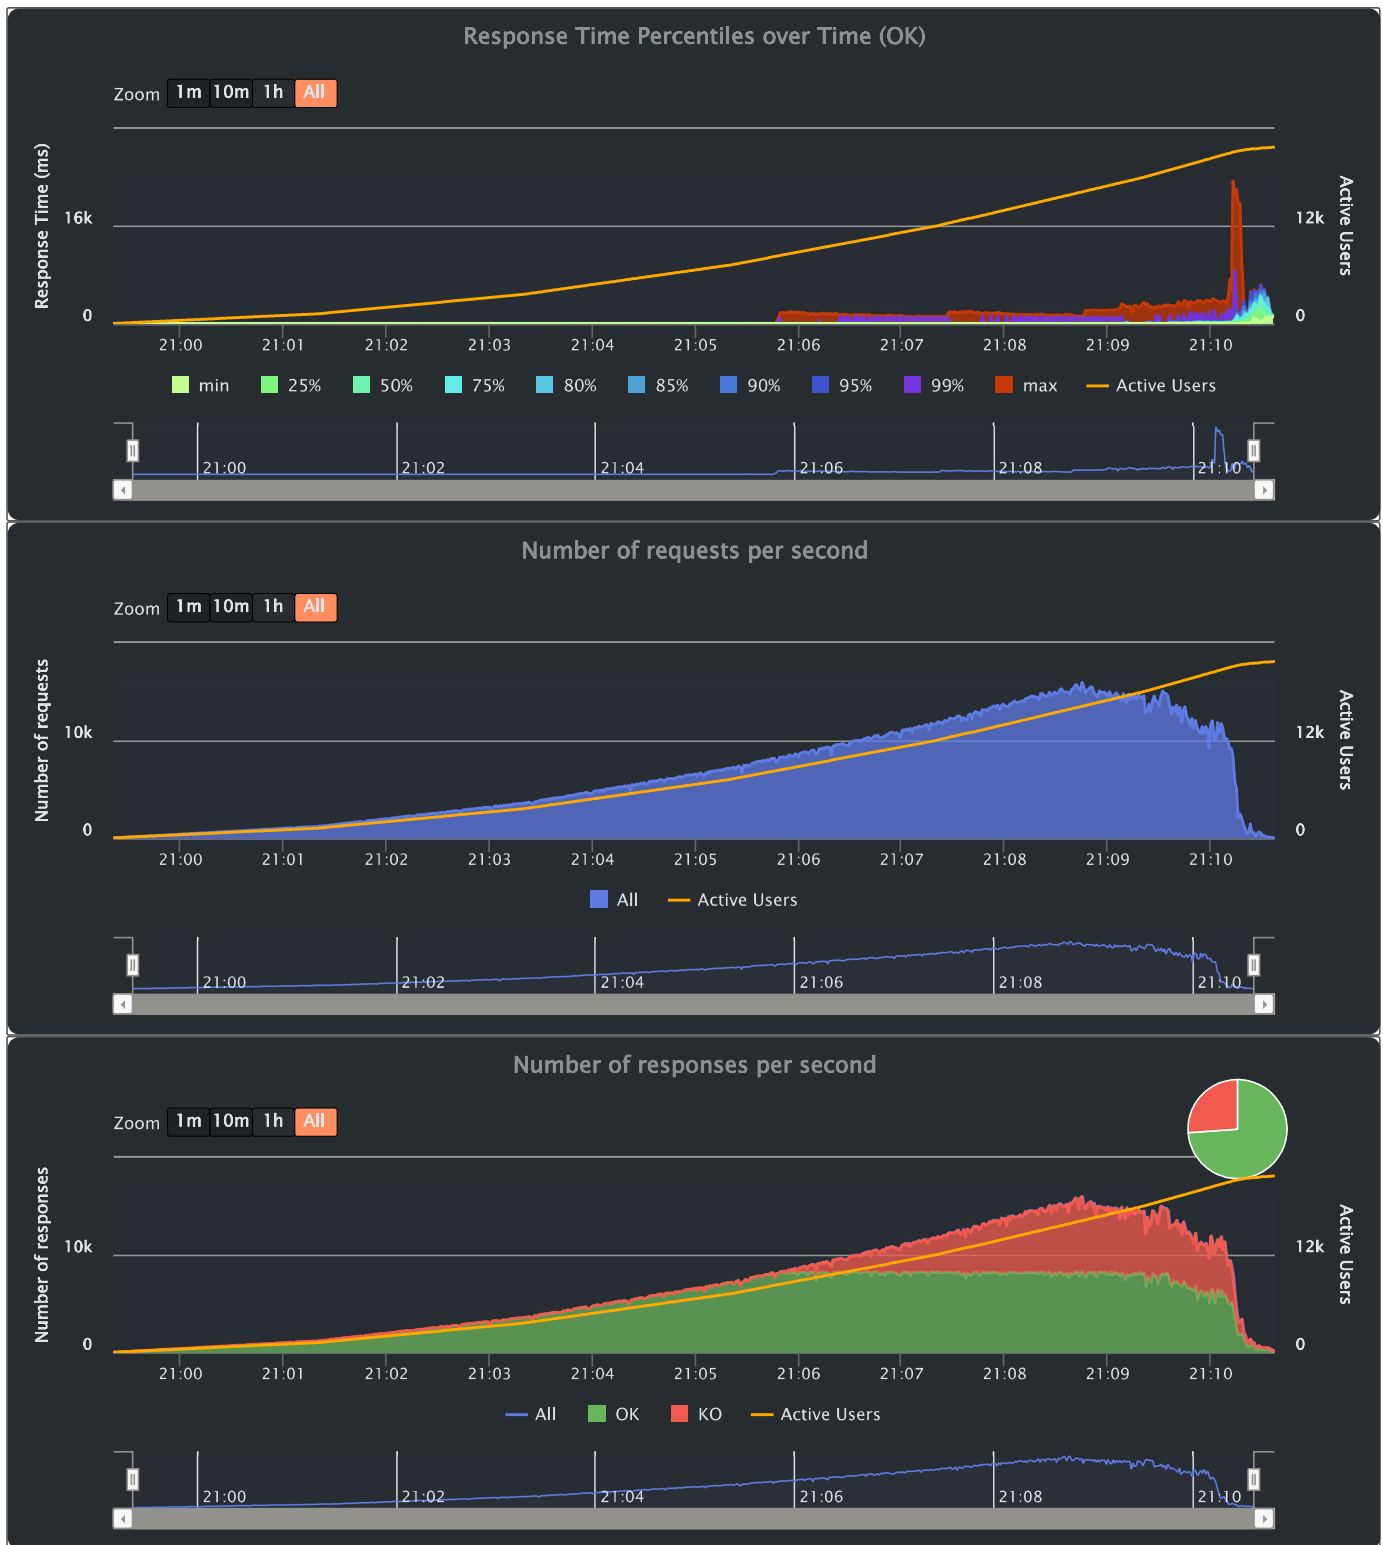 Response Time Percentiles over Time (OK)
Zoom 1m 10m 1h All
Response Time (ms)
16k
0
Active Users
12k
0
21:00 21:01 21:02 21:03 21:04 21:05 21:06 21:07 21:08 21:09 21:10
min 25% 50% 75% 80% 85% 90% 95% 99% max Active Users
21:00 21:02 21:04 21:06 21:08 21:10
Number of requests per second
Zoom 1m 10m 1h All
Number of requests
10k
0
Active Users
12k
0
21:00 21:01 21:02 21:03 21:04 21:05 21:06 21:07 21:08 21:09 21:10
All Active Users
21:00 21:02 21:04 21:06 21:08 21:10
Number of responses per second
Zoom 1m 10m 1h All
Number of responses
10k
0
Active Users
12k
0
21:00 21:01 21:02 21:03 21:04 21:05 21:06 21:07 21:08 21:09 21:10
All OK KO Active Users
21:00 21:02 21:04 21:06 21:08 21:10